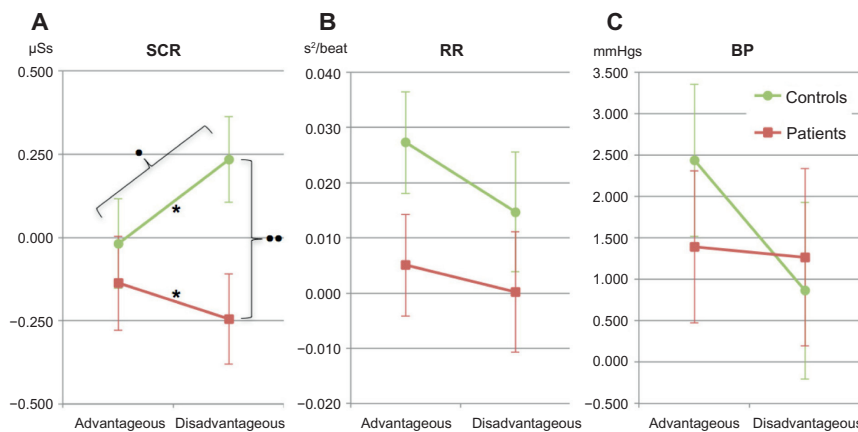 A
μSs
SCR
0.500
0.250
0.000
−0.250
−0.500
Advantageous
Disadvantageous
*
*
•
••
B
s²/beat
RR
0.040
0.030
0.020
0.010
0.000
−0.010
−0.020
Advantageous
Disadvantageous
C
mmHgs
BP
3.500
3.000
2.500
2.000
1.500
1.000
0.500
0.000
−0.500
Controls
Patients
Advantageous
Disadvantageous